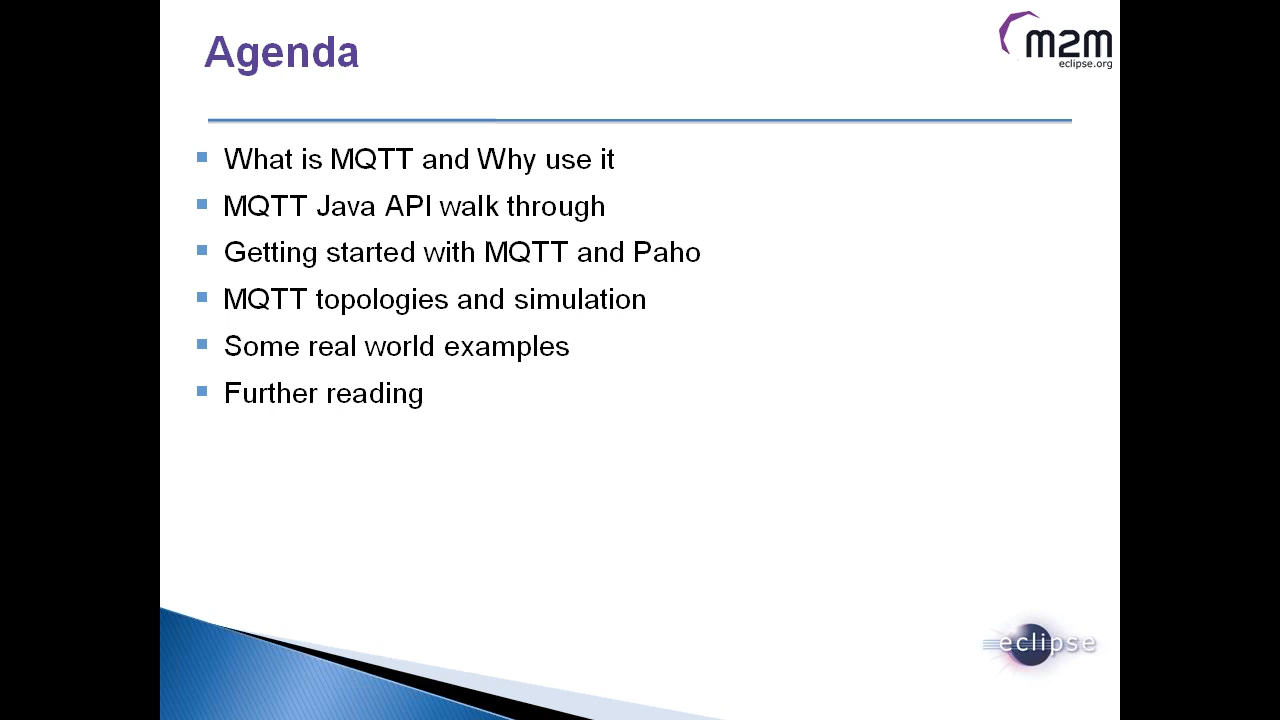 Agenda
m2m
eclipse.org
What is MQTT and Why use it
MQTT Java API walk through
Getting started with MQTT and Paho
MQTT topologies and simulation
Some real world examples
Further reading
eclipse